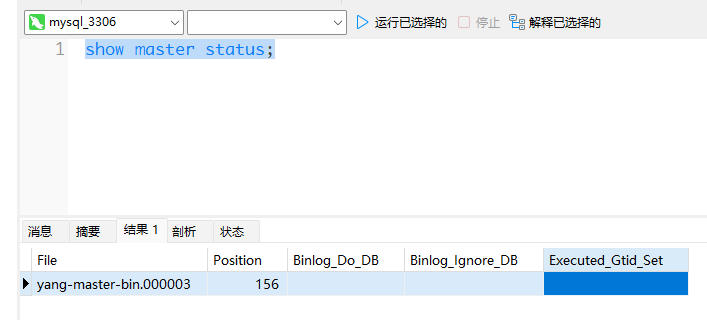 mysql_3306 运行已选择的 停止 解释已选择的
1 show master status;
消息 摘要 结果 1 剖析 状态
File Position Binlog_Do_DB Binlog_Ignore_DB Executed_Gtid_Set
yang-master-bin.000003 156